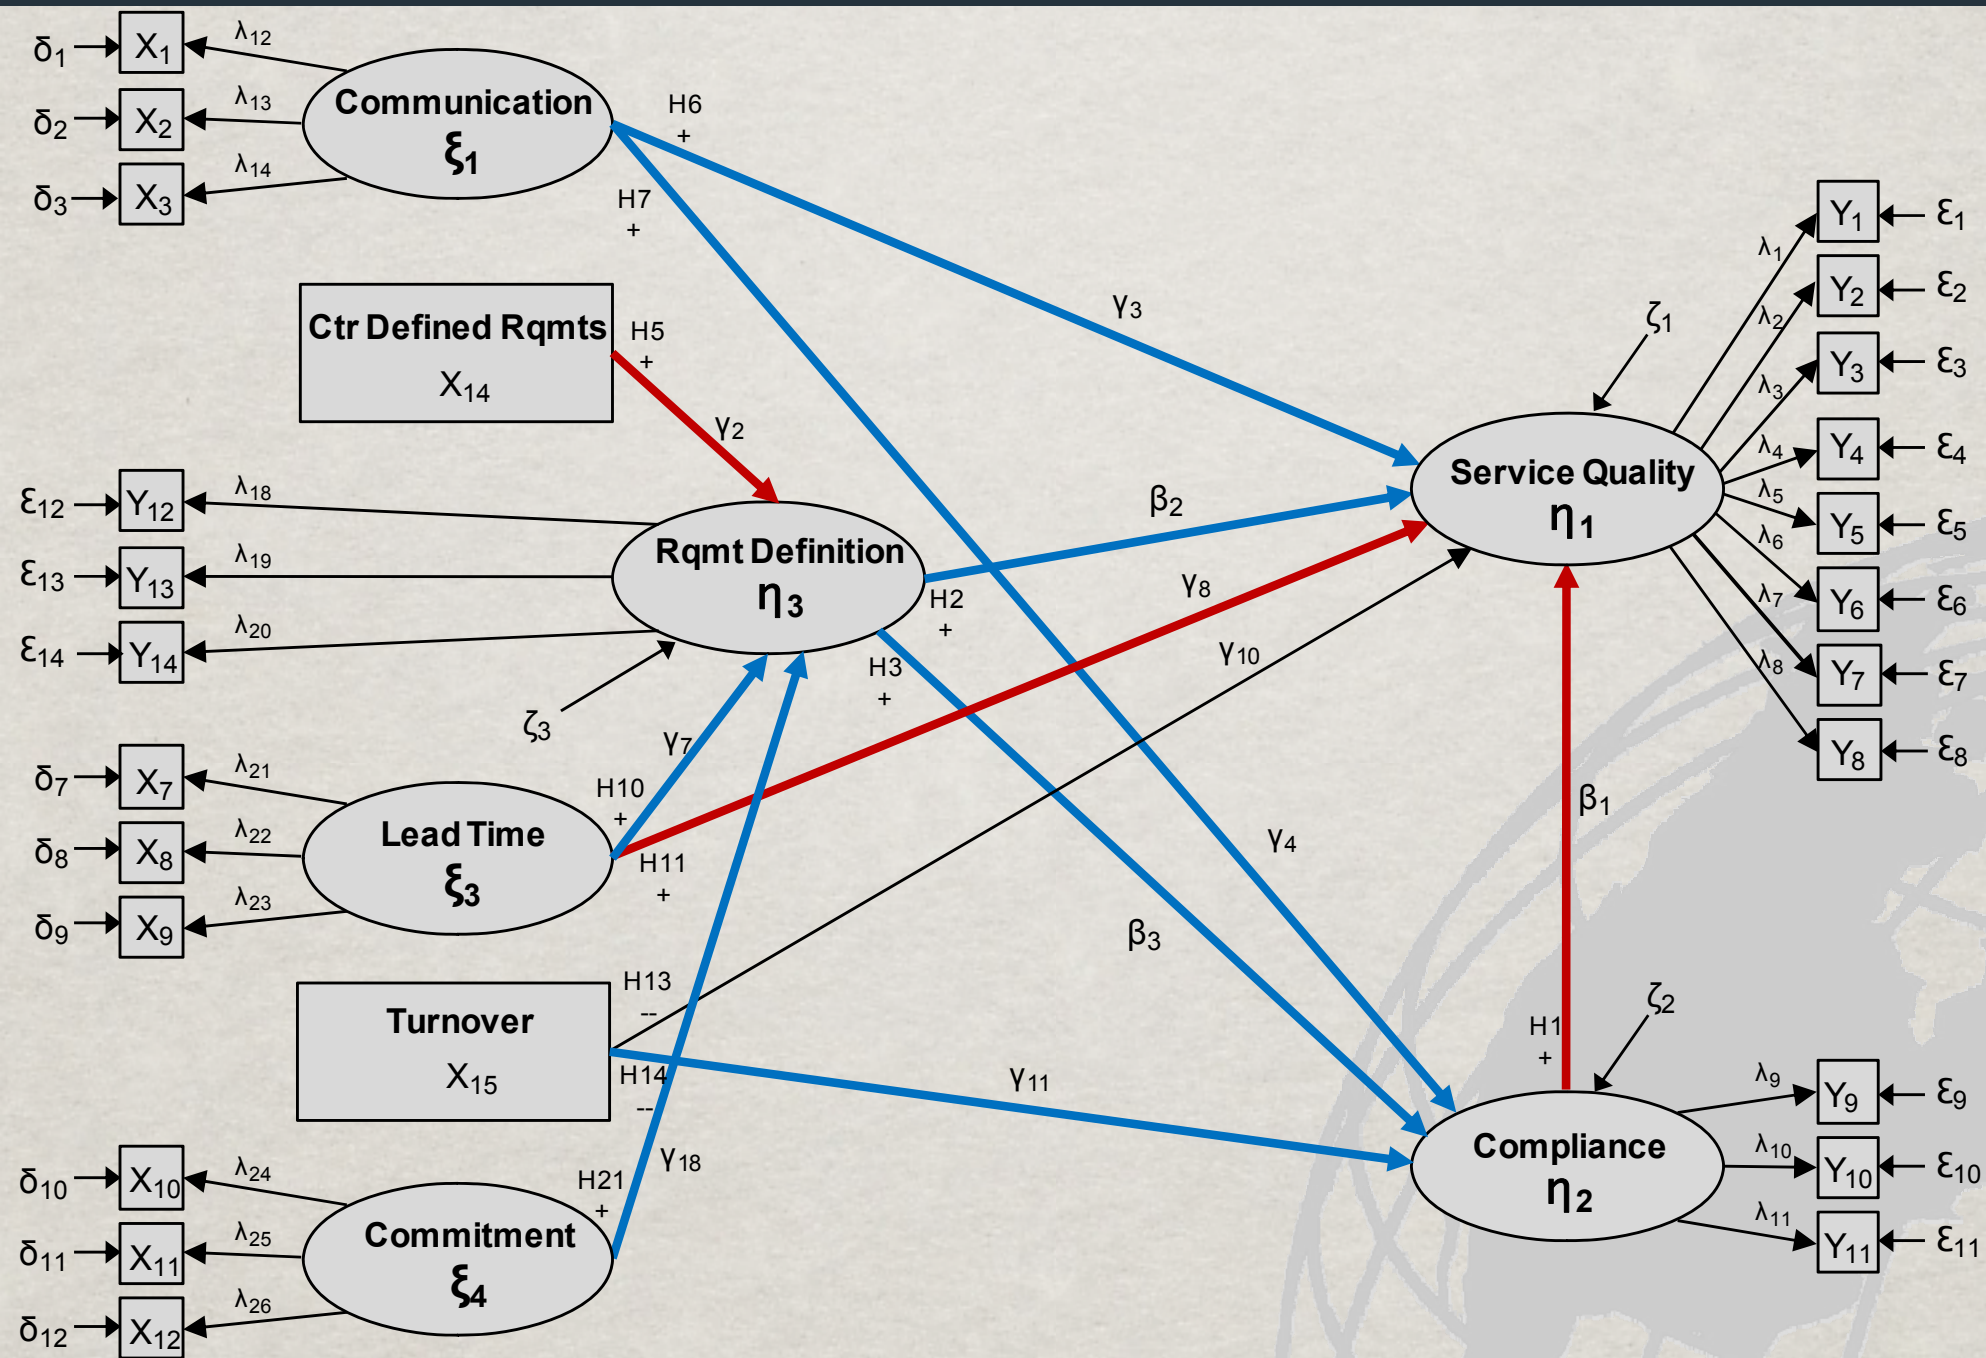 δ1
X1
λ12
δ2
X2
λ13
δ3
X3
λ14
Communication
ξ1
H6
+
H7
+
γ3
Ctr Defined Rqmts
X14
H5
+
γ2
ε12
Y12
λ18
ε13
Y13
λ19
ε14
Y14
λ20
Rqmt Definition
η3
ζ3
β2
H2
+
H3
+
γ8
γ10
γ4
β3
δ7
X7
λ21
δ8
X8
λ22
δ9
X9
λ23
Lead Time
ξ3
γ7
H10
+
H11
+
Turnover
X15
H13
--
H14
--
γ11
γ18
δ10
X10
λ24
δ11
X11
λ25
δ12
X12
λ26
Commitment
ξ4
H21
+
Service Quality
η1
ζ1
λ1
Y1
ε1
λ2
Y2
ε2
λ3
Y3
ε3
λ4
Y4
ε4
λ5
Y5
ε5
λ6
Y6
ε6
λ7
Y7
ε7
λ8
Y8
ε8
β1
H1
+
ζ2
Compliance
η2
λ9
Y9
ε9
λ10
Y10
ε10
λ11
Y11
ε11